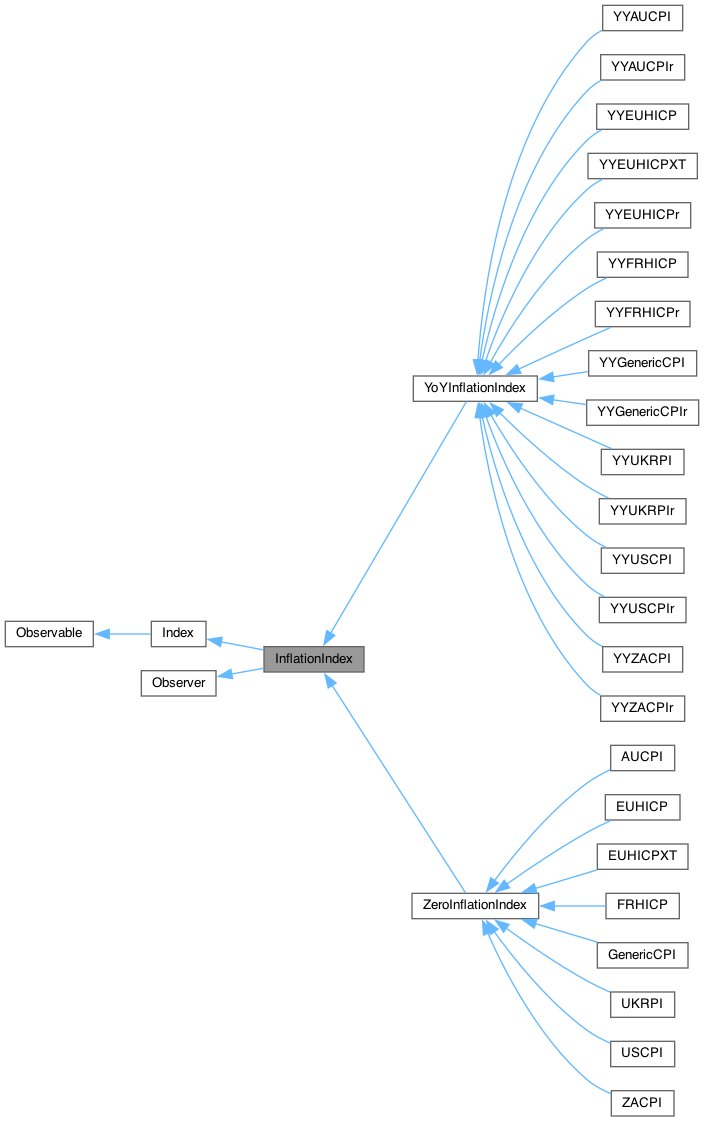 YYAUCPI
YYAUCPIr
YYEUHICP
YYEUHICPXT
YYEUHICPr
YYFRHICP
YYFRHICPr
YYGenericCPI
YoYInflationIndex
YYGenericCPIr
YYUKRPI
YYUKRPIr
YYUSCPI
YYUSCPIr
Observable
Index
InflationIndex
YYZACPI
Observer
YYZACPIr
AUCPI
EUHICP
EUHICPXT
ZeroInflationIndex
FRHICP
GenericCPI
UKRPI
USCPI
ZACPI